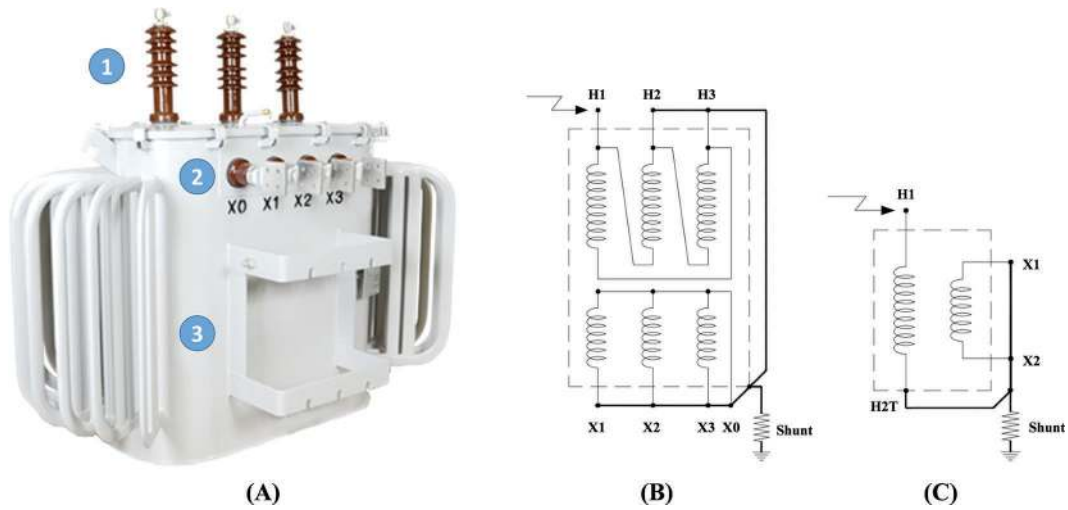 1
2
X0 X1 X2 X3
3
(A)
H1 H2 H3
X1 X2 X3 X0
Shunt
(B)
H1
X1
X2
H2T
Shunt
(C)